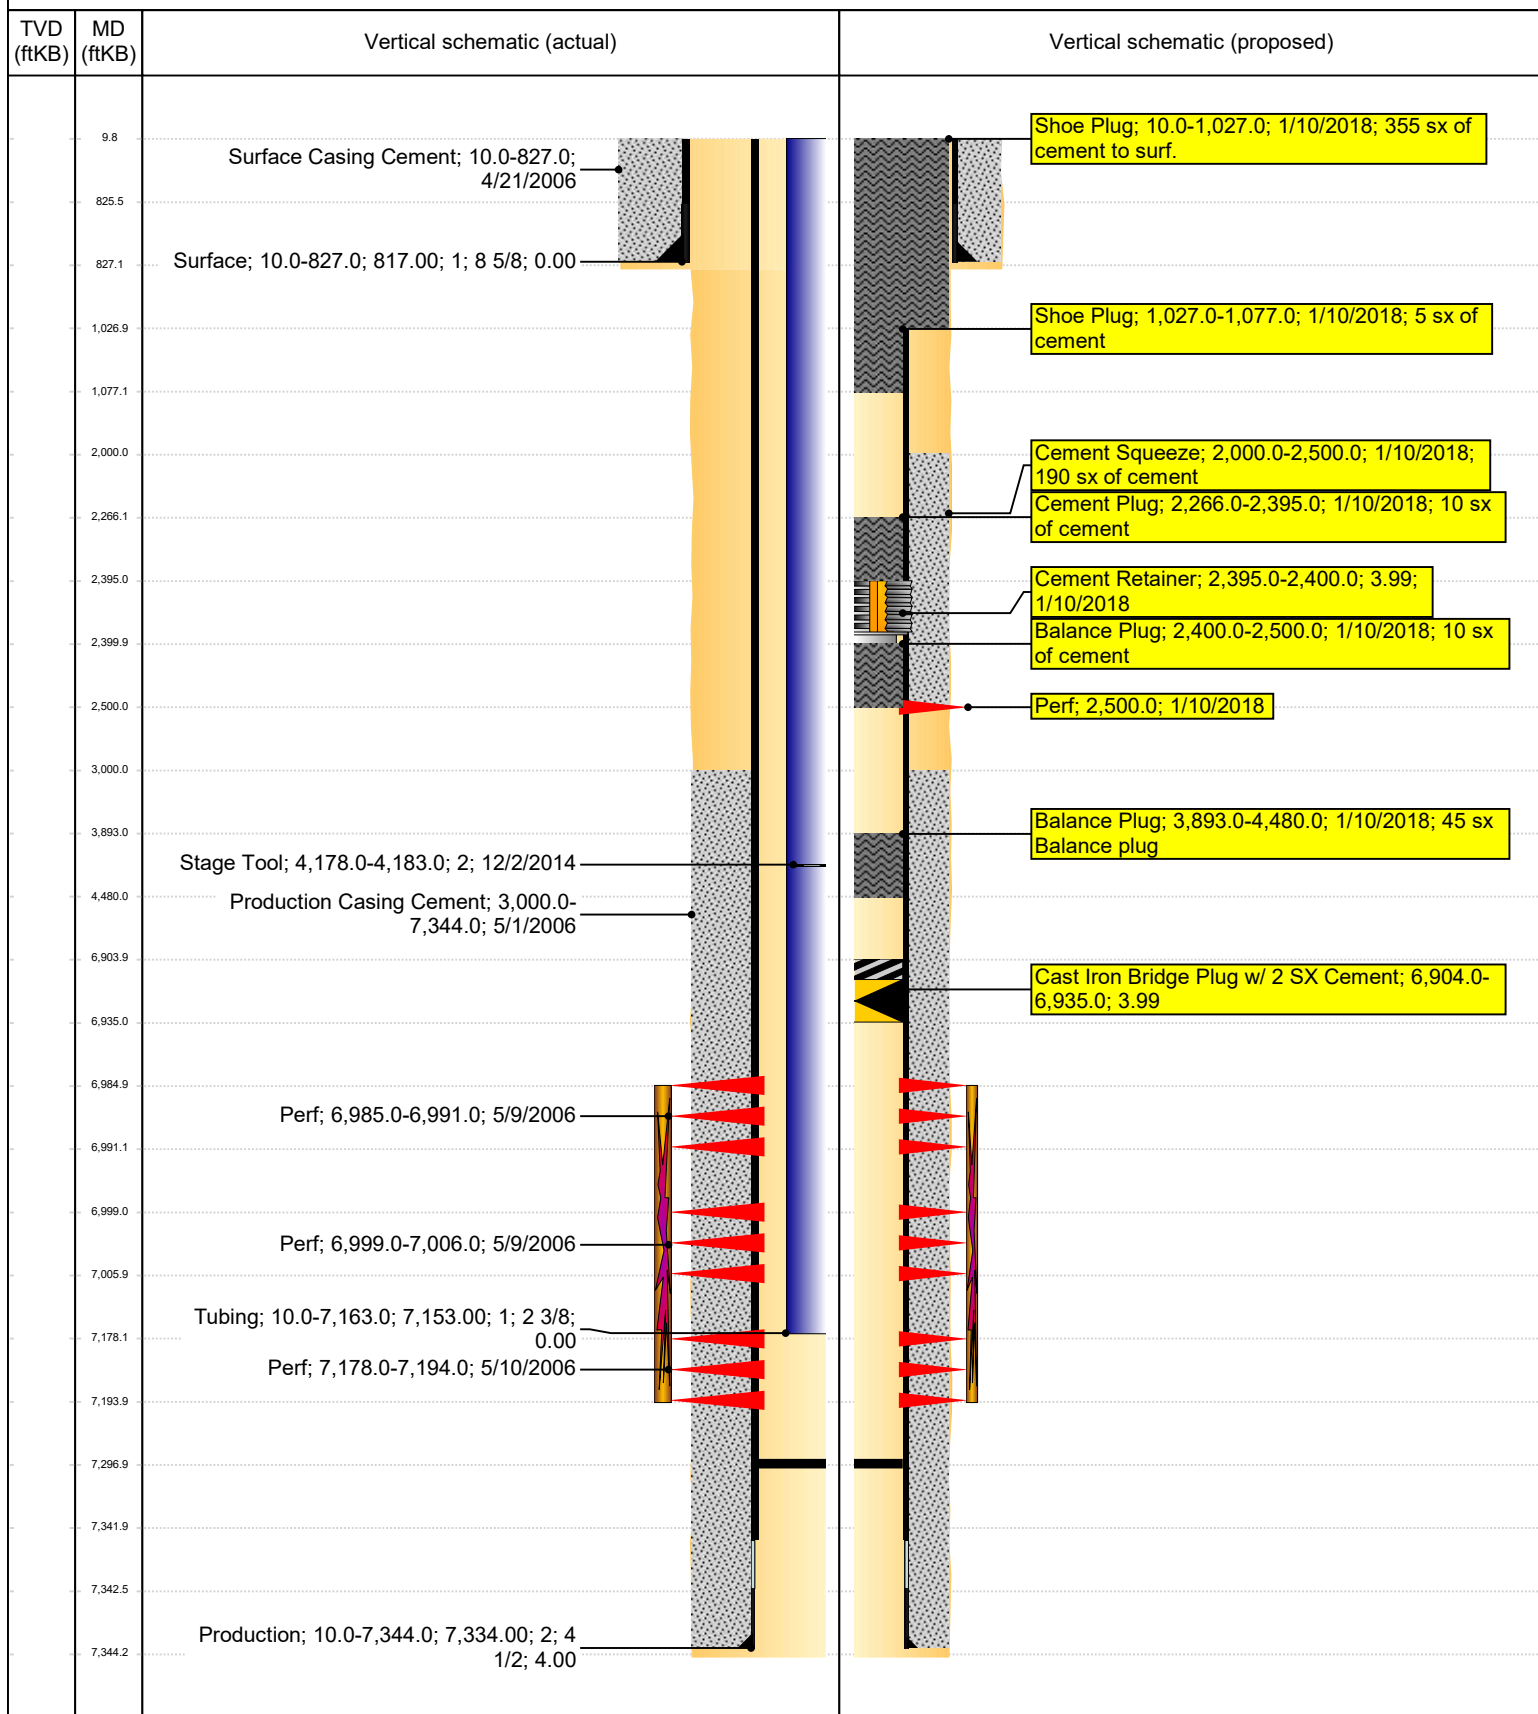 TVD
(ftKB)
MD
(ftKB)
Vertical schematic (actual)
Vertical schematic (proposed)
9.8
825.5
827.1
1,026.9
1,077.1
2,000.0
2,266.1
2,395.0
2,399.9
2,500.0
3,000.0
3,893.0
4,480.0
6,903.9
6,935.0
6,984.9
6,991.1
6,999.0
7,005.9
7,178.1
7,193.9
7,296.9
7,341.9
7,342.5
7,344.2
Surface Casing Cement; 10.0-827.0;
4/21/2006
Surface; 10.0-827.0; 817.00; 1; 8 5/8; 0.00
Stage Tool; 4,178.0-4,183.0; 2; 12/2/2014
Production Casing Cement; 3,000.0-
7,344.0; 5/1/2006
Perf; 6,985.0-6,991.0; 5/9/2006
Perf; 6,999.0-7,006.0; 5/9/2006
Tubing; 10.0-7,163.0; 7,153.00; 1; 2 3/8;
0.00
Perf; 7,178.0-7,194.0; 5/10/2006
Production; 10.0-7,344.0; 7,334.00; 2; 4
1/2; 4.00
Shoe Plug; 10.0-1,027.0; 1/10/2018; 355 sx of
cement to surf.
Shoe Plug; 1,027.0-1,077.0; 1/10/2018; 5 sx of
cement
Cement Squeeze; 2,000.0-2,500.0; 1/10/2018;
190 sx of cement
Cement Plug; 2,266.0-2,395.0; 1/10/2018; 10 sx
of cement
Cement Retainer; 2,395.0-2,400.0; 3.99;
1/10/2018
Balance Plug; 2,400.0-2,500.0; 1/10/2018; 10 sx
of cement
Perf; 2,500.0; 1/10/2018
Balance Plug; 3,893.0-4,480.0; 1/10/2018; 45 sx
Balance plug
Cast Iron Bridge Plug w/ 2 SX Cement; 6,904.0-
6,935.0; 3.99